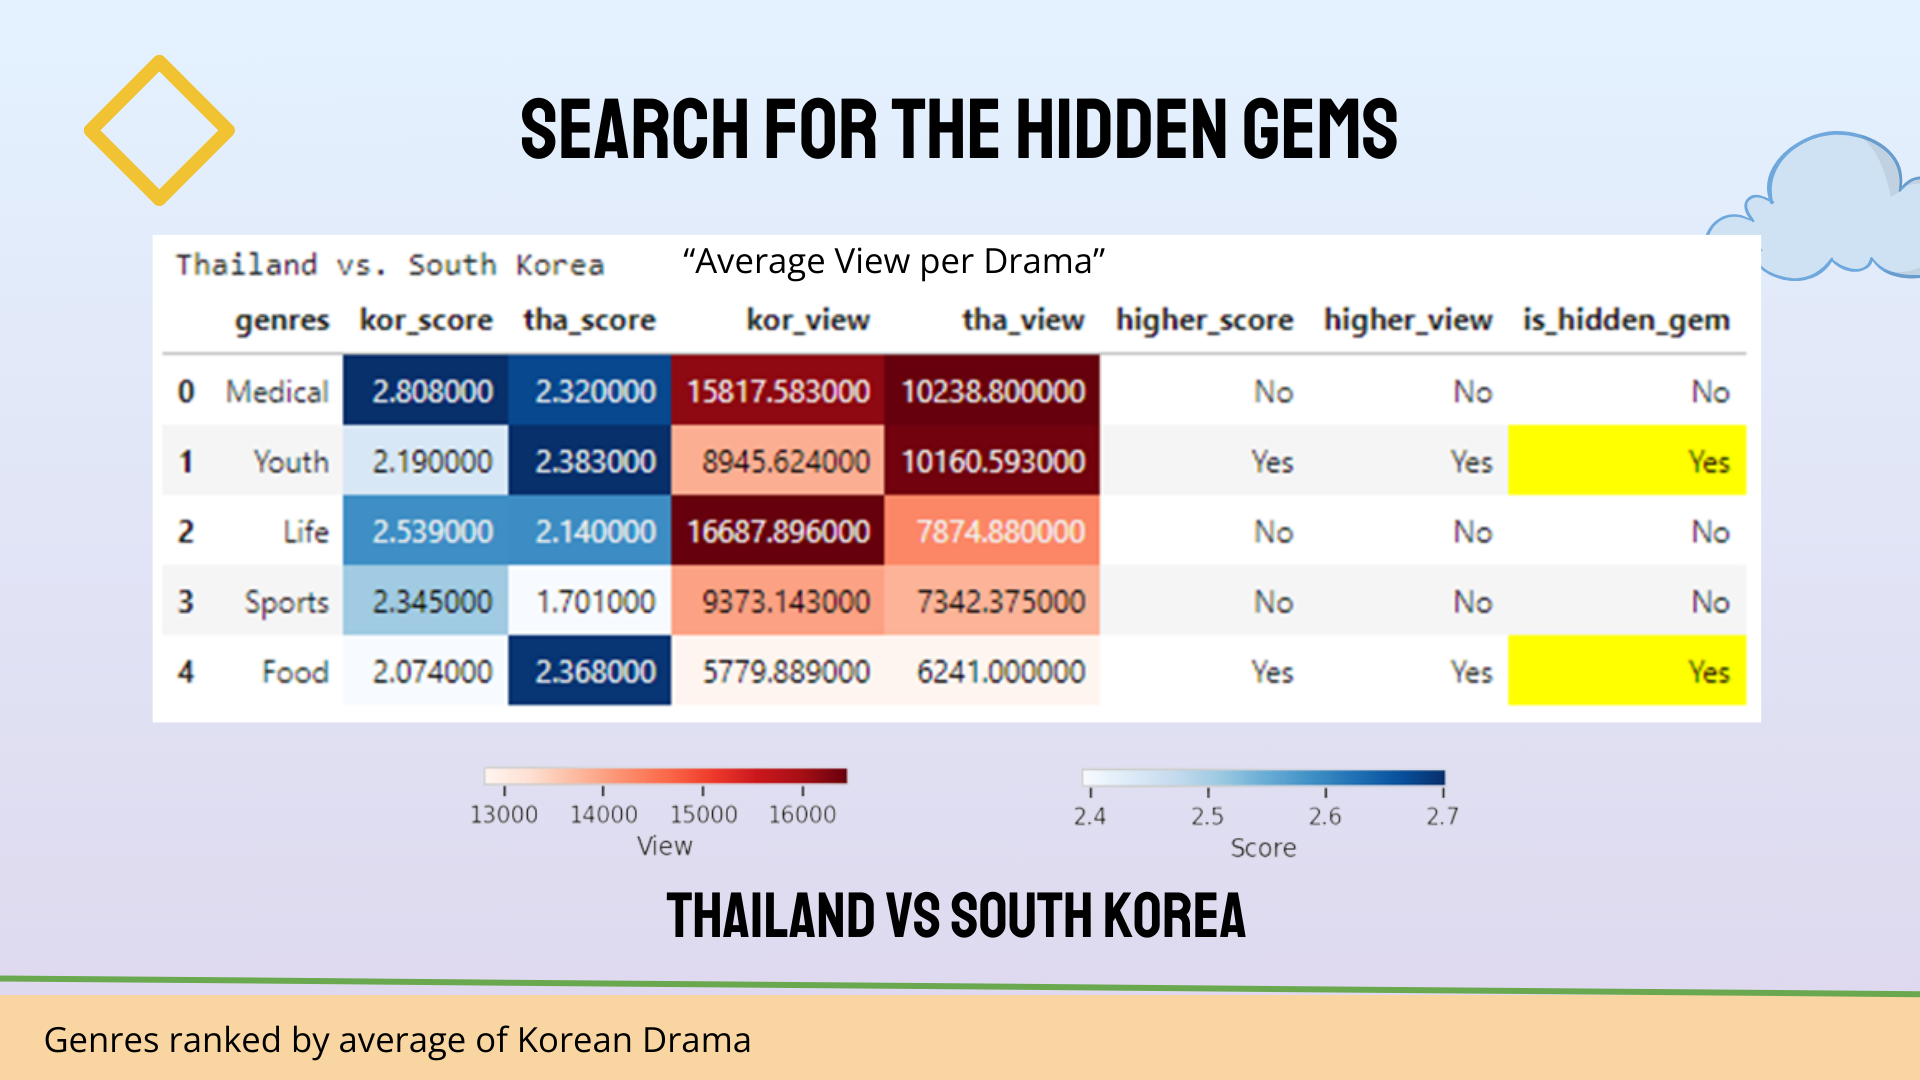 SEARCH FOR THE HIDDEN GEMS
Thailand vs. South Korea “Average View per Drama”
genres kor_score tha_score kor_view tha_view higher_score higher_view is_hidden_gem
0 Medical 2.808000 2.320000 15817.583000 10238.800000 No No No
1 Youth 2.190000 2.383000 8945.624000 10160.593000 Yes Yes Yes
2 Life 2.539000 2.140000 16687.896000 7874.880000 No No No
3 Sports 2.345000 1.701000 9373.143000 7342.375000 No No No
4 Food 2.074000 2.368000 5779.889000 6241.000000 Yes Yes Yes
13000 14000 15000 16000
View
2.4 2.5 2.6 2.7
Score
THAILAND VS SOUTH KOREA
Genres ranked by average of Korean Drama